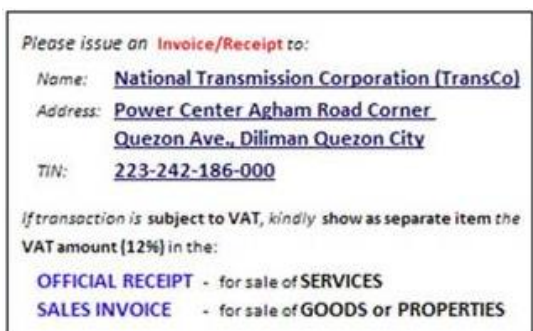 Please issue an Invoice/Receipt to:
Name: National Transmission Corporation (TransCo)
Address: Power Center Agham Road Corner
Quezon Ave., Diliman Quezon City
TIN: 223-242-186-000
If transaction is subject to VAT, kindly show as separate item the
VAT amount (12%) in the:
OFFICIAL RECEIPT - for sale of SERVICES
SALES INVOICE - for sale of GOODS or PROPERTIES